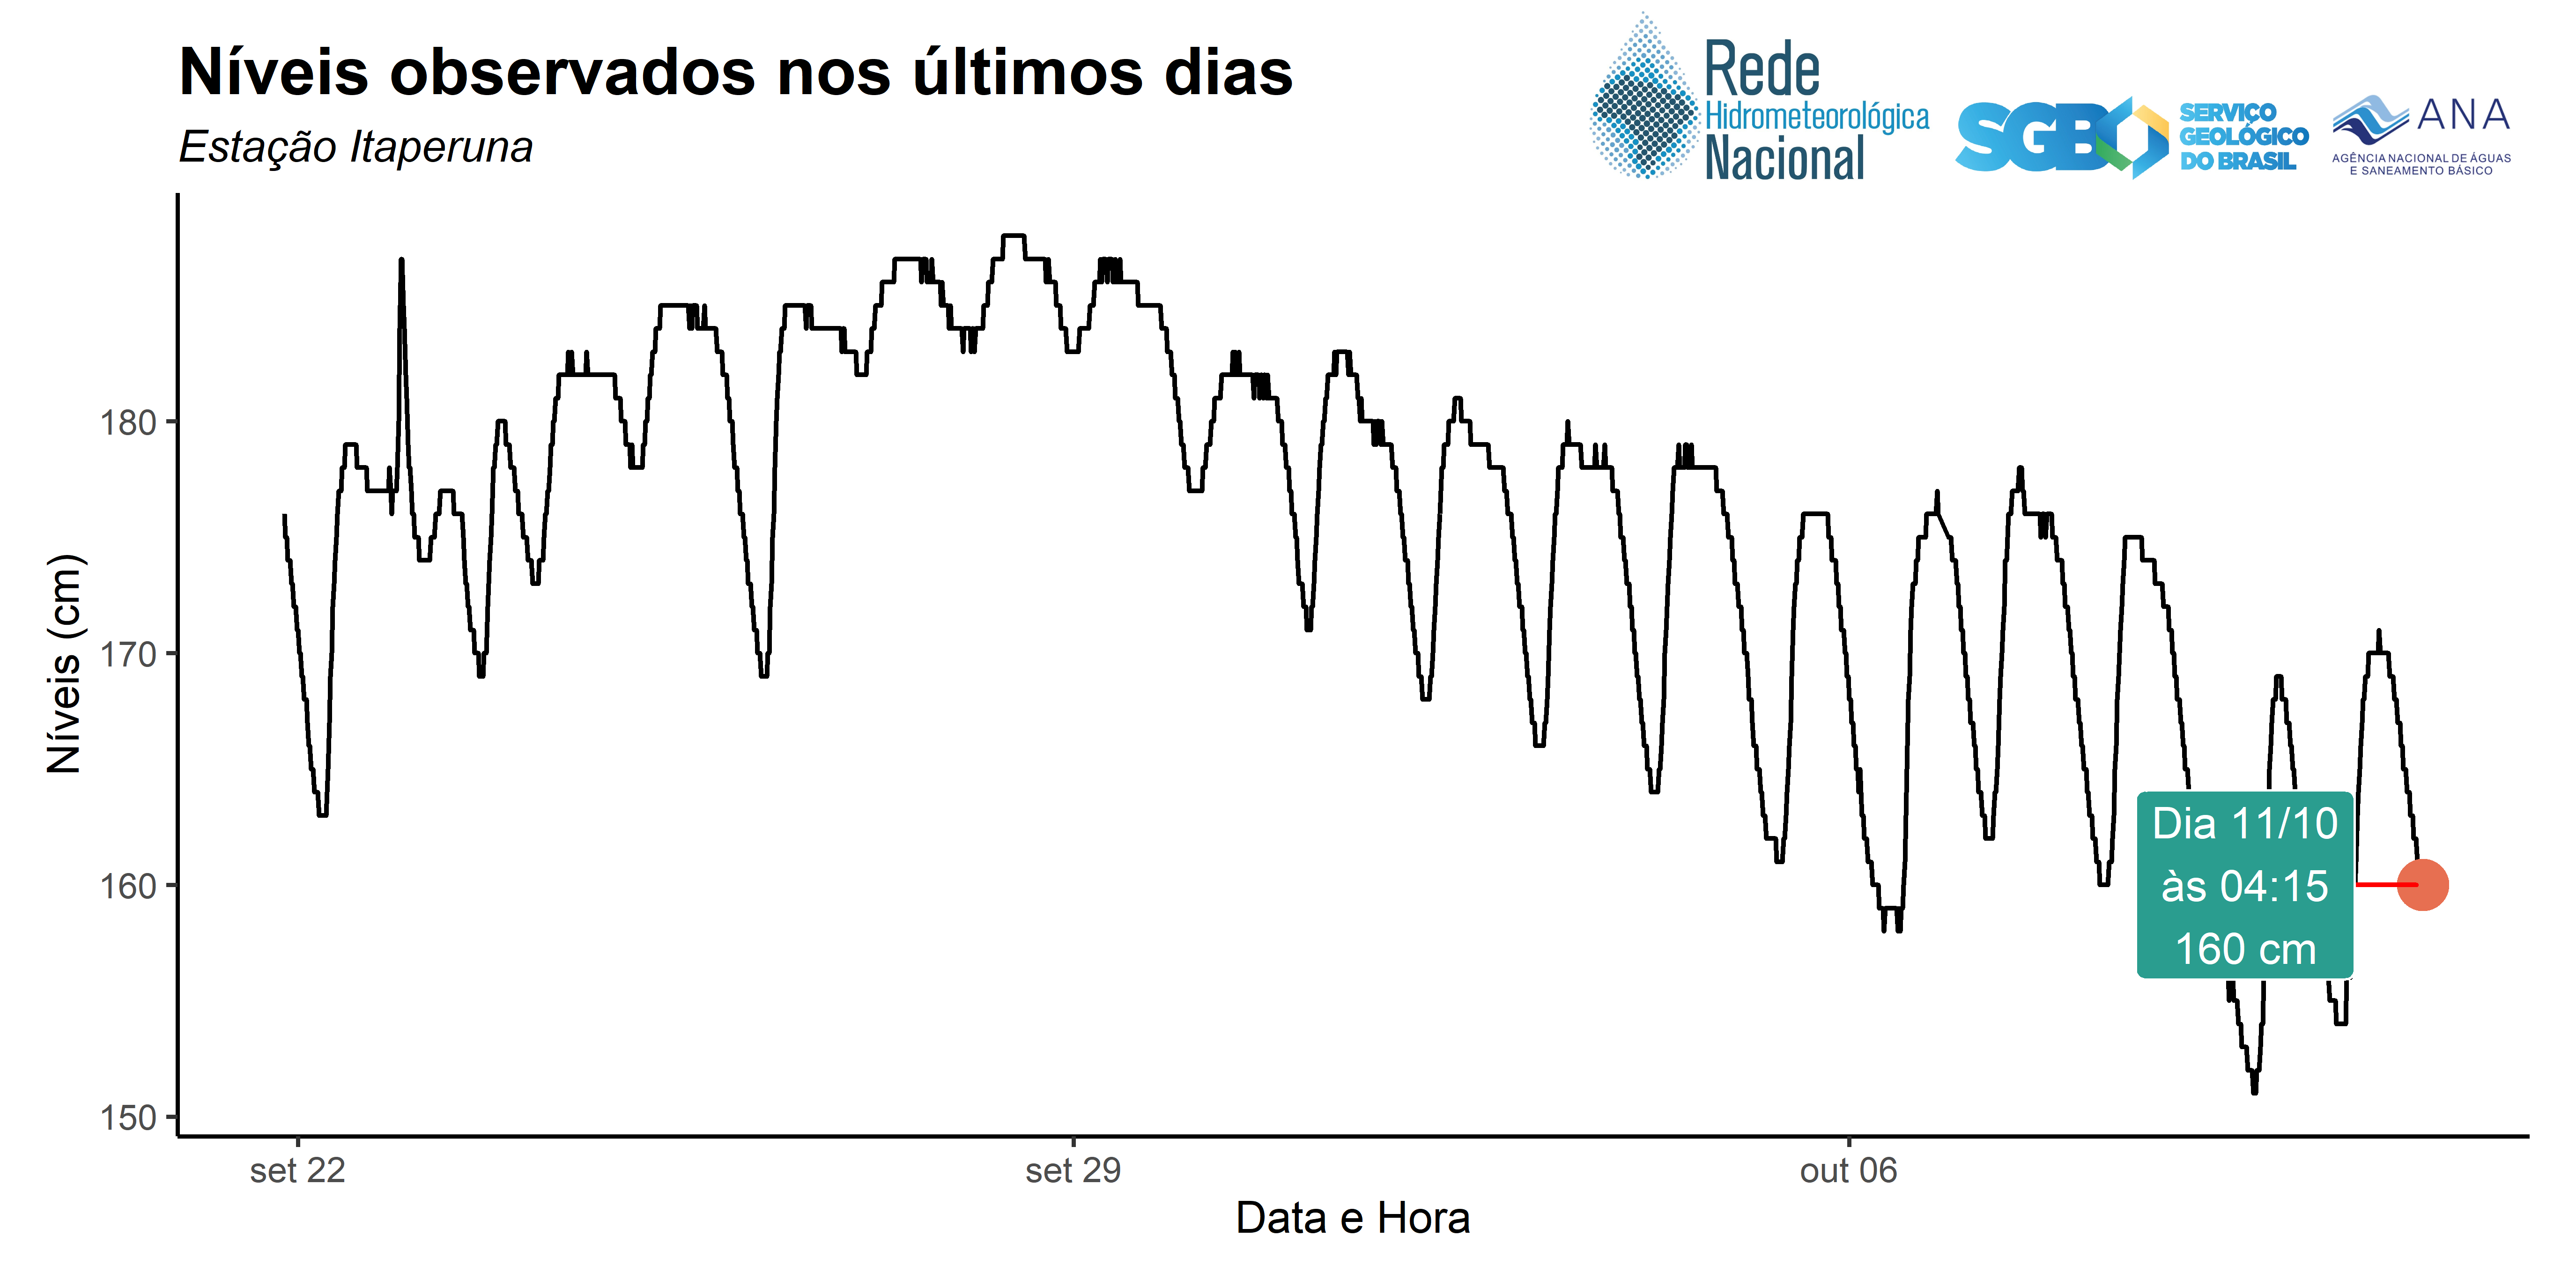 Níveis observados nos últimos dias
Estação Itaperuna
Rede
Hidrometeorológica
Nacional
SGB
SERVIÇO
GEOLÓGICO
DO BRASIL
ANA
AGÊNCIA NACIONAL DE ÁGUAS
E SANEAMENTO BÁSICO
Níveis (cm)
180
170
160
150
Dia 11/10
às 04:15
160 cm
set 22
set 29
out 06
Data e Hora